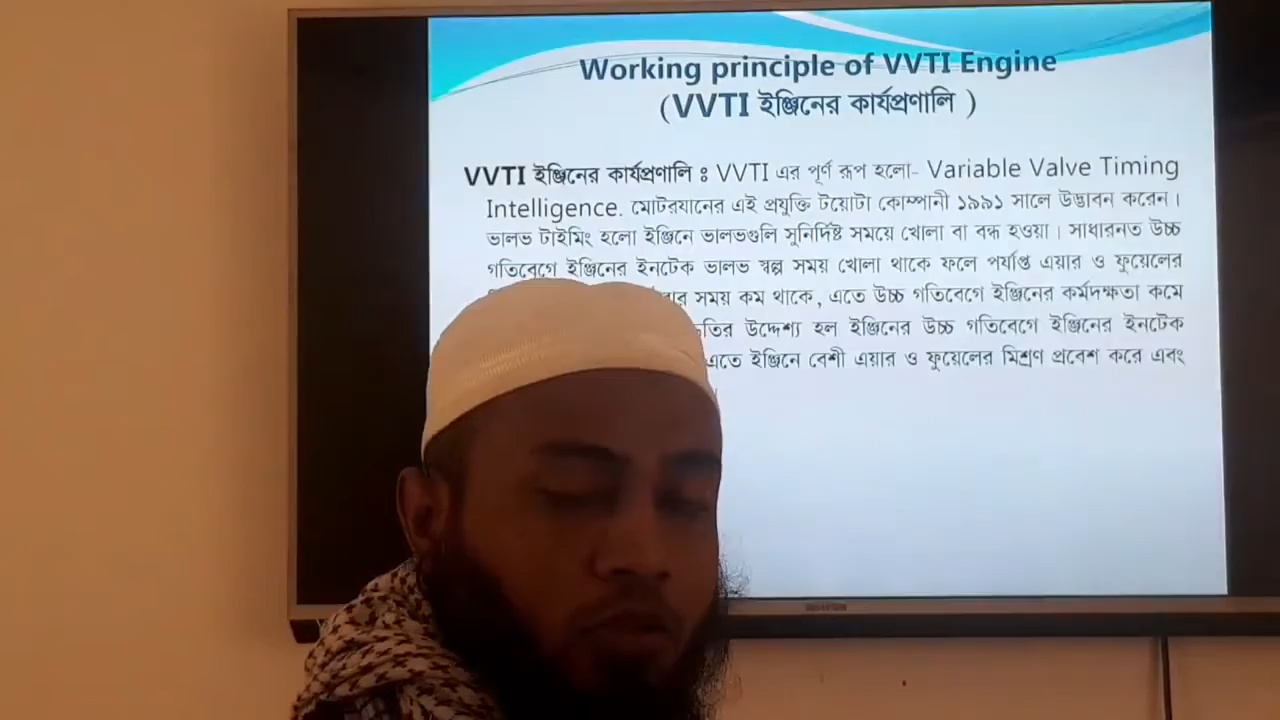 Working principle of VVTI Engine
(VVTI ইঞ্জিনের কার্যপ্রণালি )
VVTI ইঞ্জিনের কার্যপ্রণালি ঃ VVTI এর পূর্ণ রূপ হলো- Variable Valve Timing
Intelligence. মোটরযানের এই প্রযুক্তি টয়োটা কোম্পানী ১৯৯১ সালে উদ্ভাবন করেন।
ভালভ টাইমিং হলো ইঞ্জিনে ভালভগুলি সুনির্দিষ্ট সময়ে খোলা বা বন্ধ হওয়া। সাধারনত উচ্চ
গতিবেগে ইঞ্জিনের ইনটেক ভালভ স্বল্প সময় খোলা থাকে ফলে পর্যাপ্ত এয়ার ও ফুয়েলের
সময় কম থাকে, এতে উচ্চ গতিবেগে ইঞ্জিনের কর্মদক্ষতা কমে
উদ্দেশ্য হল ইঞ্জিনের উচ্চ গতিবেগে ইঞ্জিনের ইনটেক
এতে ইঞ্জিনে বেশী এয়ার ও ফুয়েলের মিশ্রণ প্রবেশ করে এবং